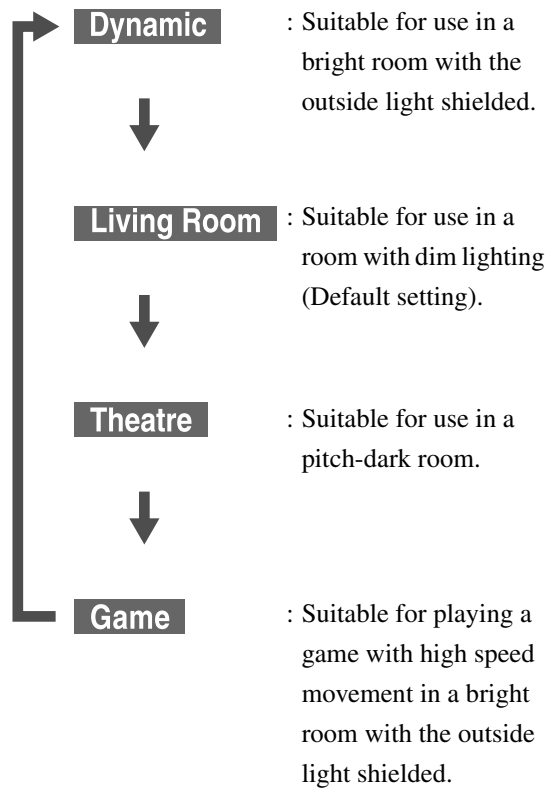 Dynamic : Suitable for use in a
bright room with the
outside light shielded.
Living Room : Suitable for use in a
room with dim lighting
(Default setting).
Theatre : Suitable for use in a
pitch-dark room.
Game : Suitable for playing a
game with high speed
movement in a bright
room with the outside
light shielded.